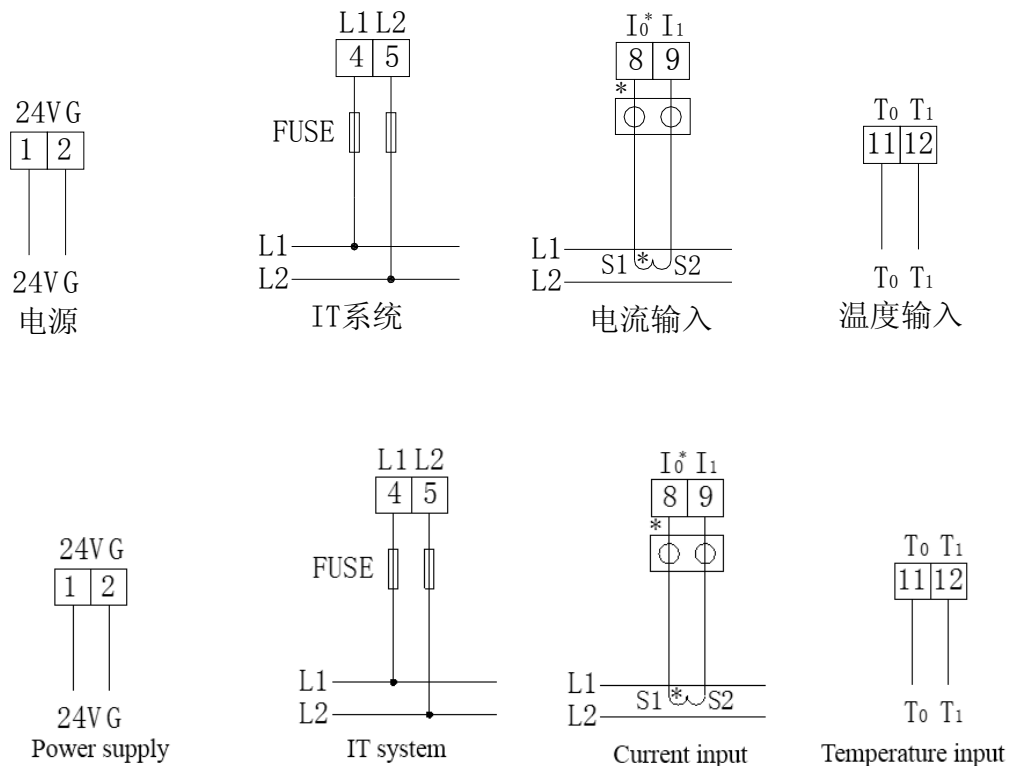 24V G
1 2
24V G
电源
L1 L2
4 5
FUSE
L1
L2
IT系统
I0* I1
8 9
*
L1
S1 * S2
L2
电流输入
T0 T1
11 12
T0 T1
温度输入
24V G
1 2
24V G
Power supply
L1 L2
4 5
FUSE
L1
L2
IT system
I0* I1
8 9
*
L1
S1 * S2
L2
Current input
T0 T1
11 12
T0 T1
Temperature input